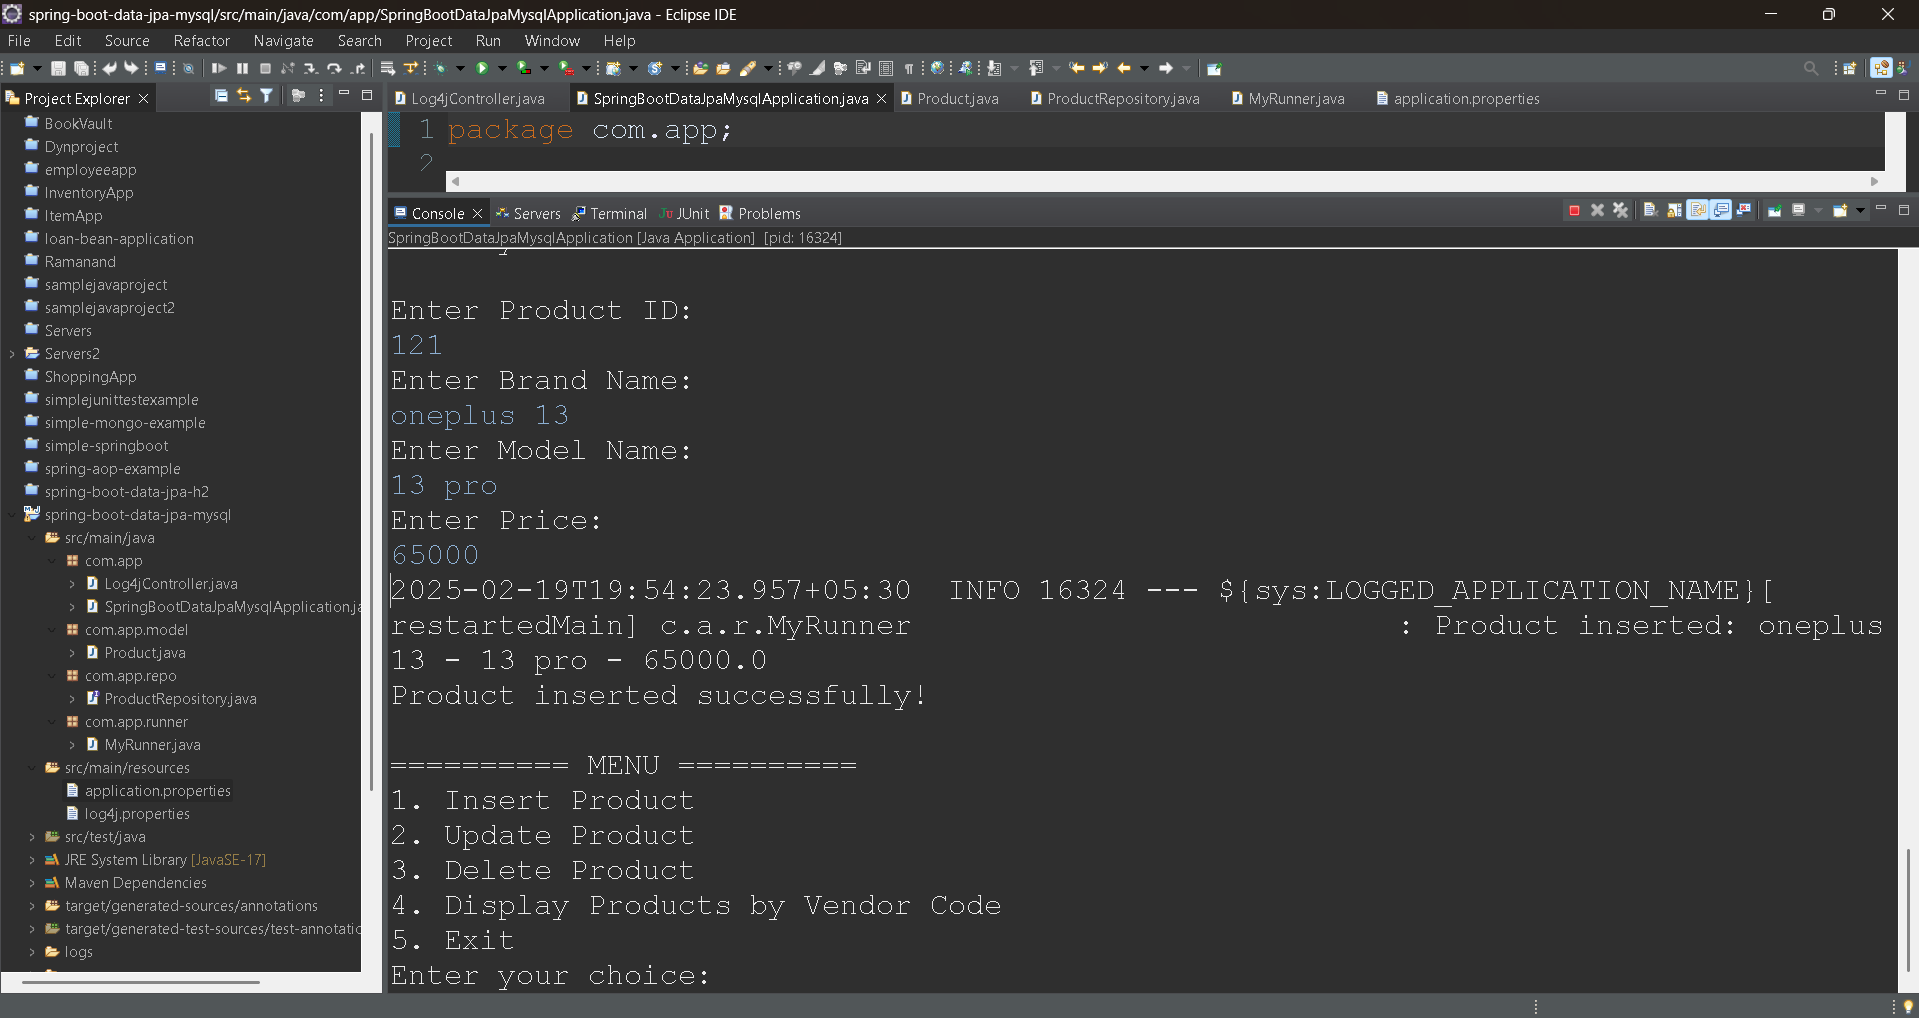 spring-boot-data-jpa-mysql/src/main/java/com/app/SpringBootDataJpaMysqlApplication.java - Eclipse IDE
File Edit Source Refactor Navigate Search Project Run Window Help
Project Explorer
Log4jController.java SpringBootDataJpaMysqlApplication.java Product.java ProductRepository.java MyRunner.java application.properties
BookVault
Dynproject
employeeapp
InventoryApp
ItemApp
loan-bean-application
Ramanand
samplejavaproject
samplejavaproject2
Servers
Servers2
ShoppingApp
simplejunittestexample
simple-mongo-example
simple-springboot
spring-aop-example
spring-boot-data-jpa-h2
spring-boot-data-jpa-mysql
src/main/java
com.app
Log4jController.java
SpringBootDataJpaMysqlApplication.ja
com.app.model
Product.java
com.app.repo
ProductRepository.java
com.app.runner
MyRunner.java
src/main/resources
application.properties
log4j.properties
src/test/java
JRE System Library [JavaSE-17]
Maven Dependencies
target/generated-sources/annotations
target/generated-test-sources/test-annotatio
logs
1 package com.app;
2
Console Servers Terminal JUnit Problems
SpringBootDataJpaMysqlApplication [Java Application] [pid: 16324]
Enter Product ID:
121
Enter Brand Name:
oneplus 13
Enter Model Name:
13 pro
Enter Price:
65000
2025-02-19T19:54:23.957+05:30  INFO 16324 --- ${sys:LOGGED_APPLICATION_NAME}[
restartedMain] c.a.r.MyRunner : Product inserted: oneplus
13 - 13 pro - 65000.0
Product inserted successfully!
========== MENU ==========
1. Insert Product
2. Update Product
3. Delete Product
4. Display Products by Vendor Code
5. Exit
Enter your choice: